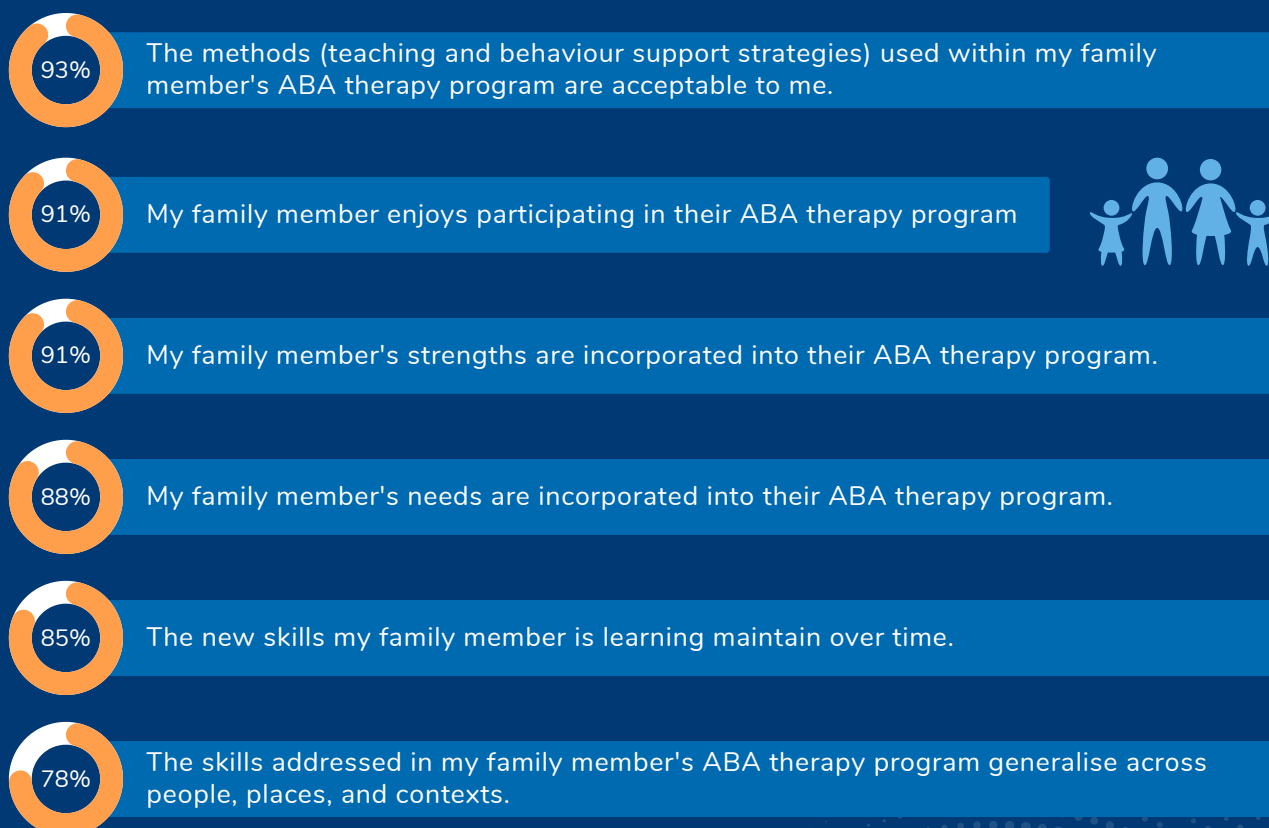 93%
The methods (teaching and behaviour support strategies) used within my family
member's ABA therapy program are acceptable to me.
91%
My family member enjoys participating in their ABA therapy program
91%
My family member's strengths are incorporated into their ABA therapy program.
88%
My family member's needs are incorporated into their ABA therapy program.
85%
The new skills my family member is learning maintain over time.
78%
The skills addressed in my family member's ABA therapy program generalise across
people, places, and contexts.